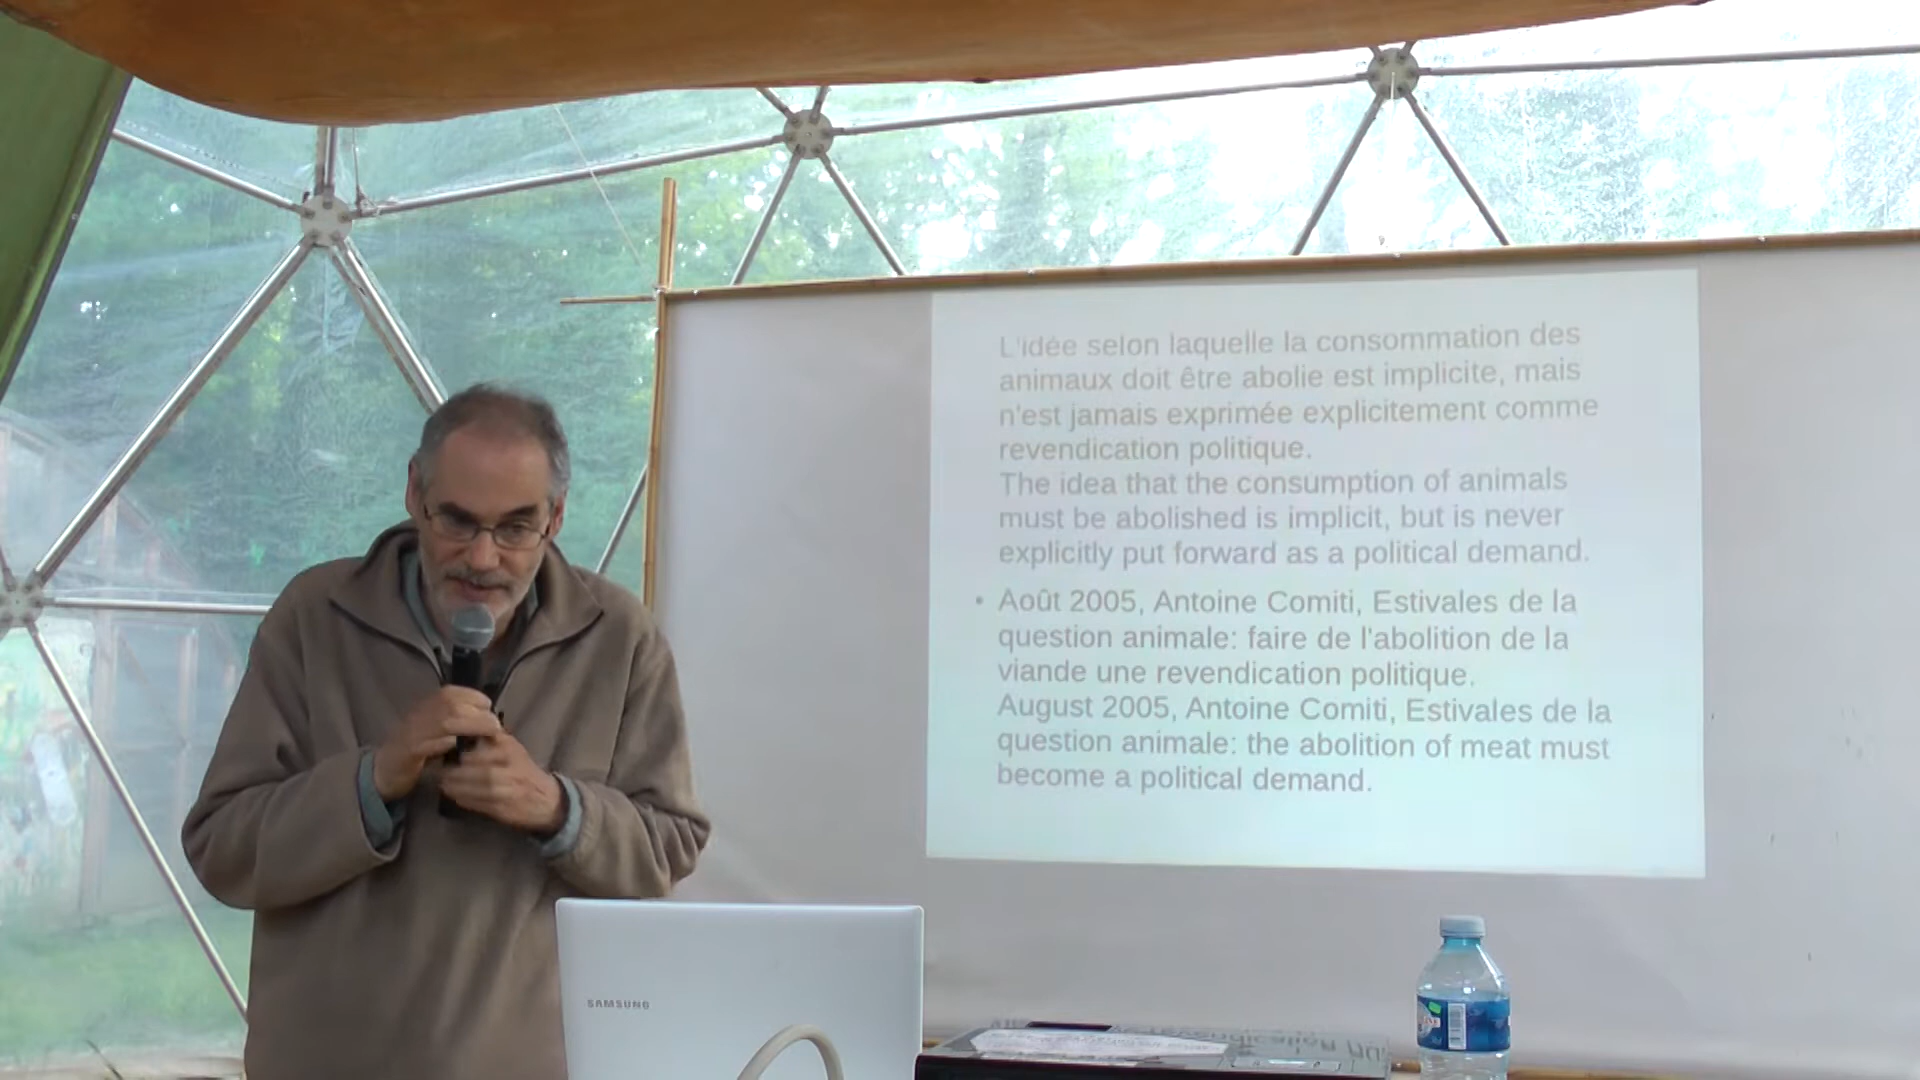 L'idée selon laquelle la consommation des
animaux doit être abolie est implicite, mais
n'est jamais exprimée explicitement comme
revendication politique.
The idea that the consumption of animals
must be abolished is implicit, but is never
explicitly put forward as a political demand.
• Août 2005, Antoine Comiti, Estivales de la
question animale: faire de l'abolition de la
viande une revendication politique.
August 2005, Antoine Comiti, Estivales de la
question animale: the abolition of meat must
become a political demand.
SAMSUNG